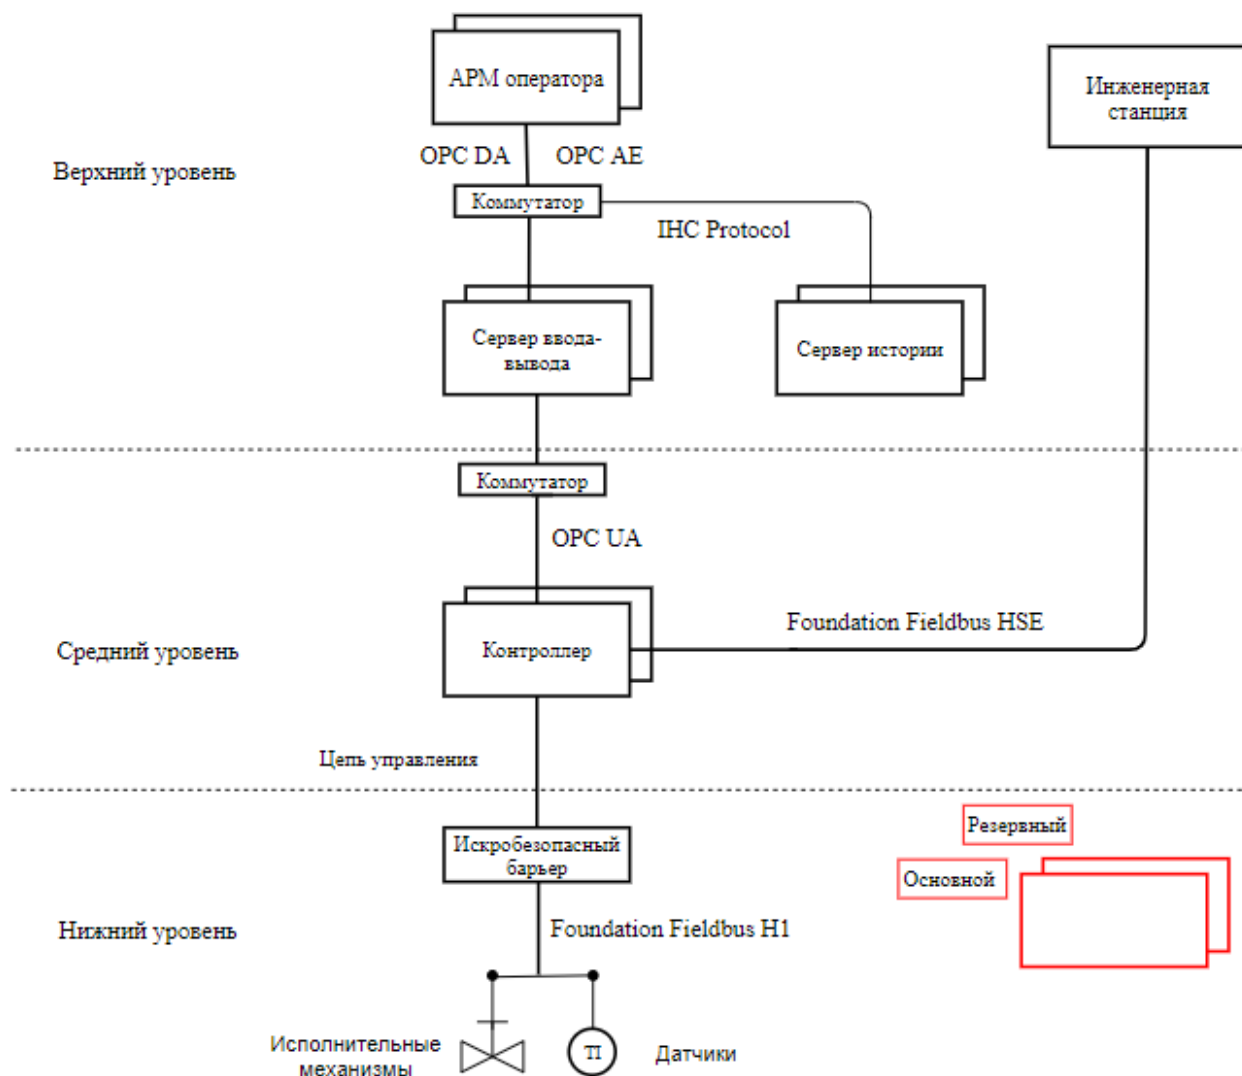 АРМ оператора
Инженерная
станция
OPC DA
OPC AE
Верхний уровень
Коммутатор
IHC Protocol
Сервер ввода-
вывода
Сервер истории
Коммутатор
OPC UA
Foundation Fieldbus HSE
Средний уровень
Контроллер
Цепь управления
Резервный
Искробезопасный
барьер
Основной
Нижний уровень
Foundation Fieldbus H1
Исполнительные
механизмы
TI
Датчики